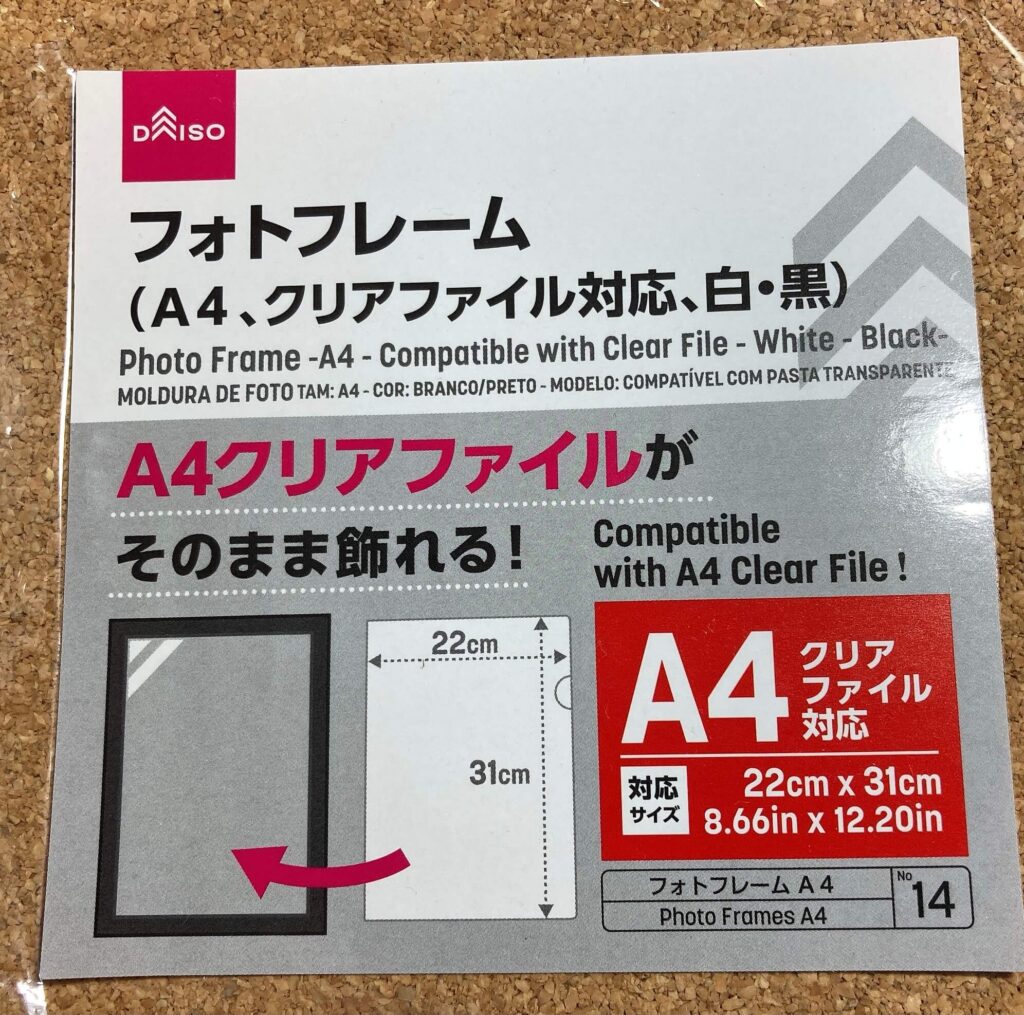 DAISO
フォトフレーム
（A４、クリアファイル対応、白・黒）
Photo Frame -A4 - Compatible with Clear File - White - Black-
MOLDURA DE FOTO TAM: A4 - COR: BRANCO/PRETO - MODELO: COMPATÍVEL COM PASTA TRANSPARENTE
A4クリアファイルが
そのまま飾れる！
Compatible
with A4 Clear File !
22cm
31cm
A4
クリア
ファイル
対応
対応
サイズ
22cm x 31cm
8.66in x 12.20in
フォトフレーム A 4
Photo Frames A4
No
14